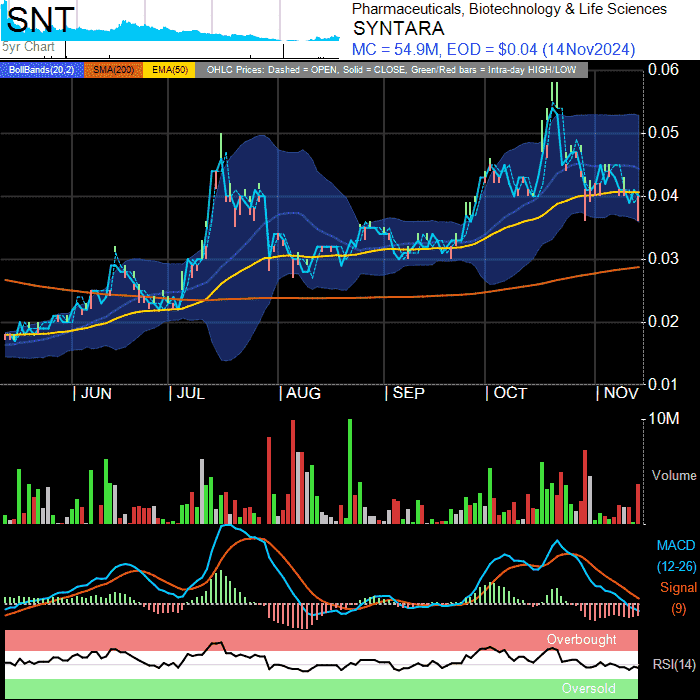 SNT
5yr Chart
Pharmaceuticals, Biotechnology & Life Sciences
SYNTARA
MC = 54.9M, EOD = $0.04 (14Nov2024)
BollBands(20,2) SMA(200) EMA(50) OHLC Prices: Dashed = OPEN, Solid = CLOSE, Green/Red bars = Intra-day HIGH/LOW
0.06
0.05
0.04
0.03
0.02
0.01
JUN JUL AUG SEP OCT NOV
10M
Volume
MACD
(12-26)
Signal
(9)
Overbought
RSI(14)
Oversold